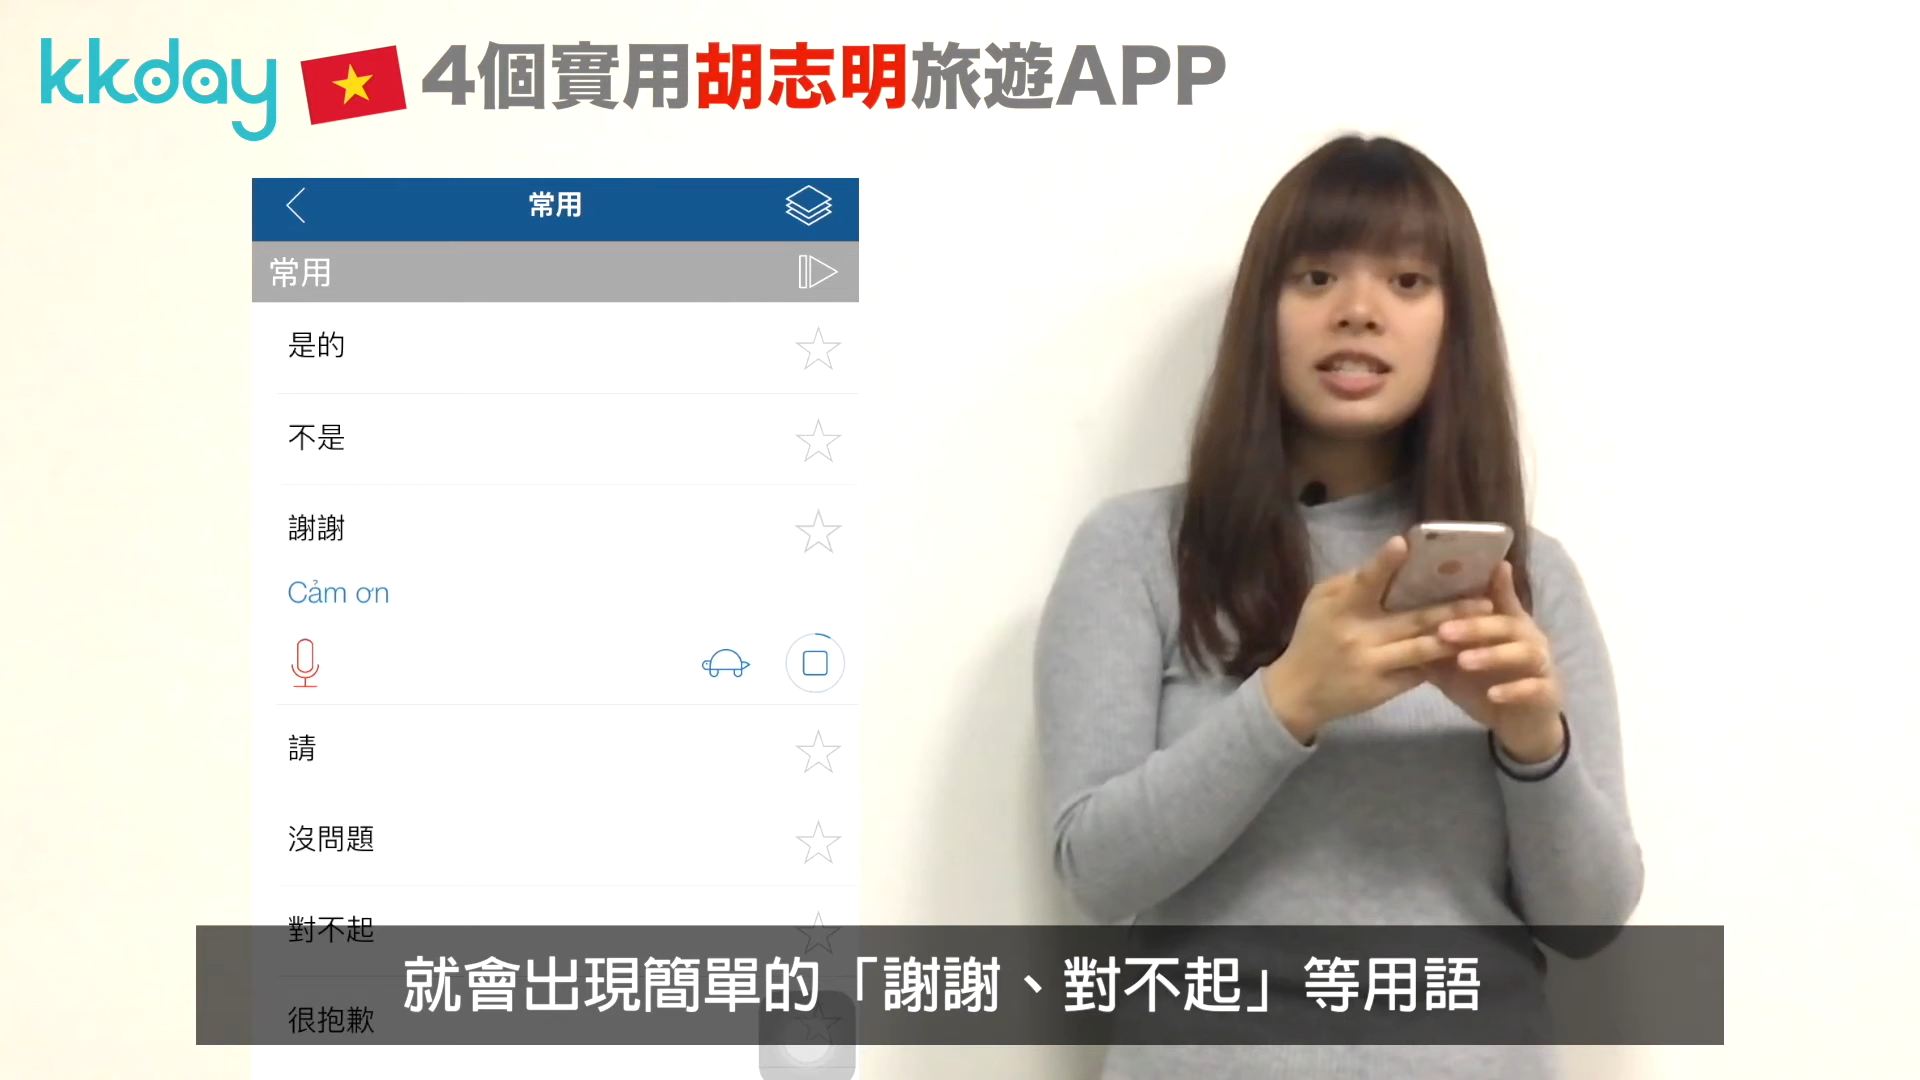 kkday 4個實用胡志明旅遊APP
常用
常用
是的
不是
謝謝
Cảm ơn
請
沒問題
對不起
很抱歉
就會出現簡單的「謝謝、對不起」等用語